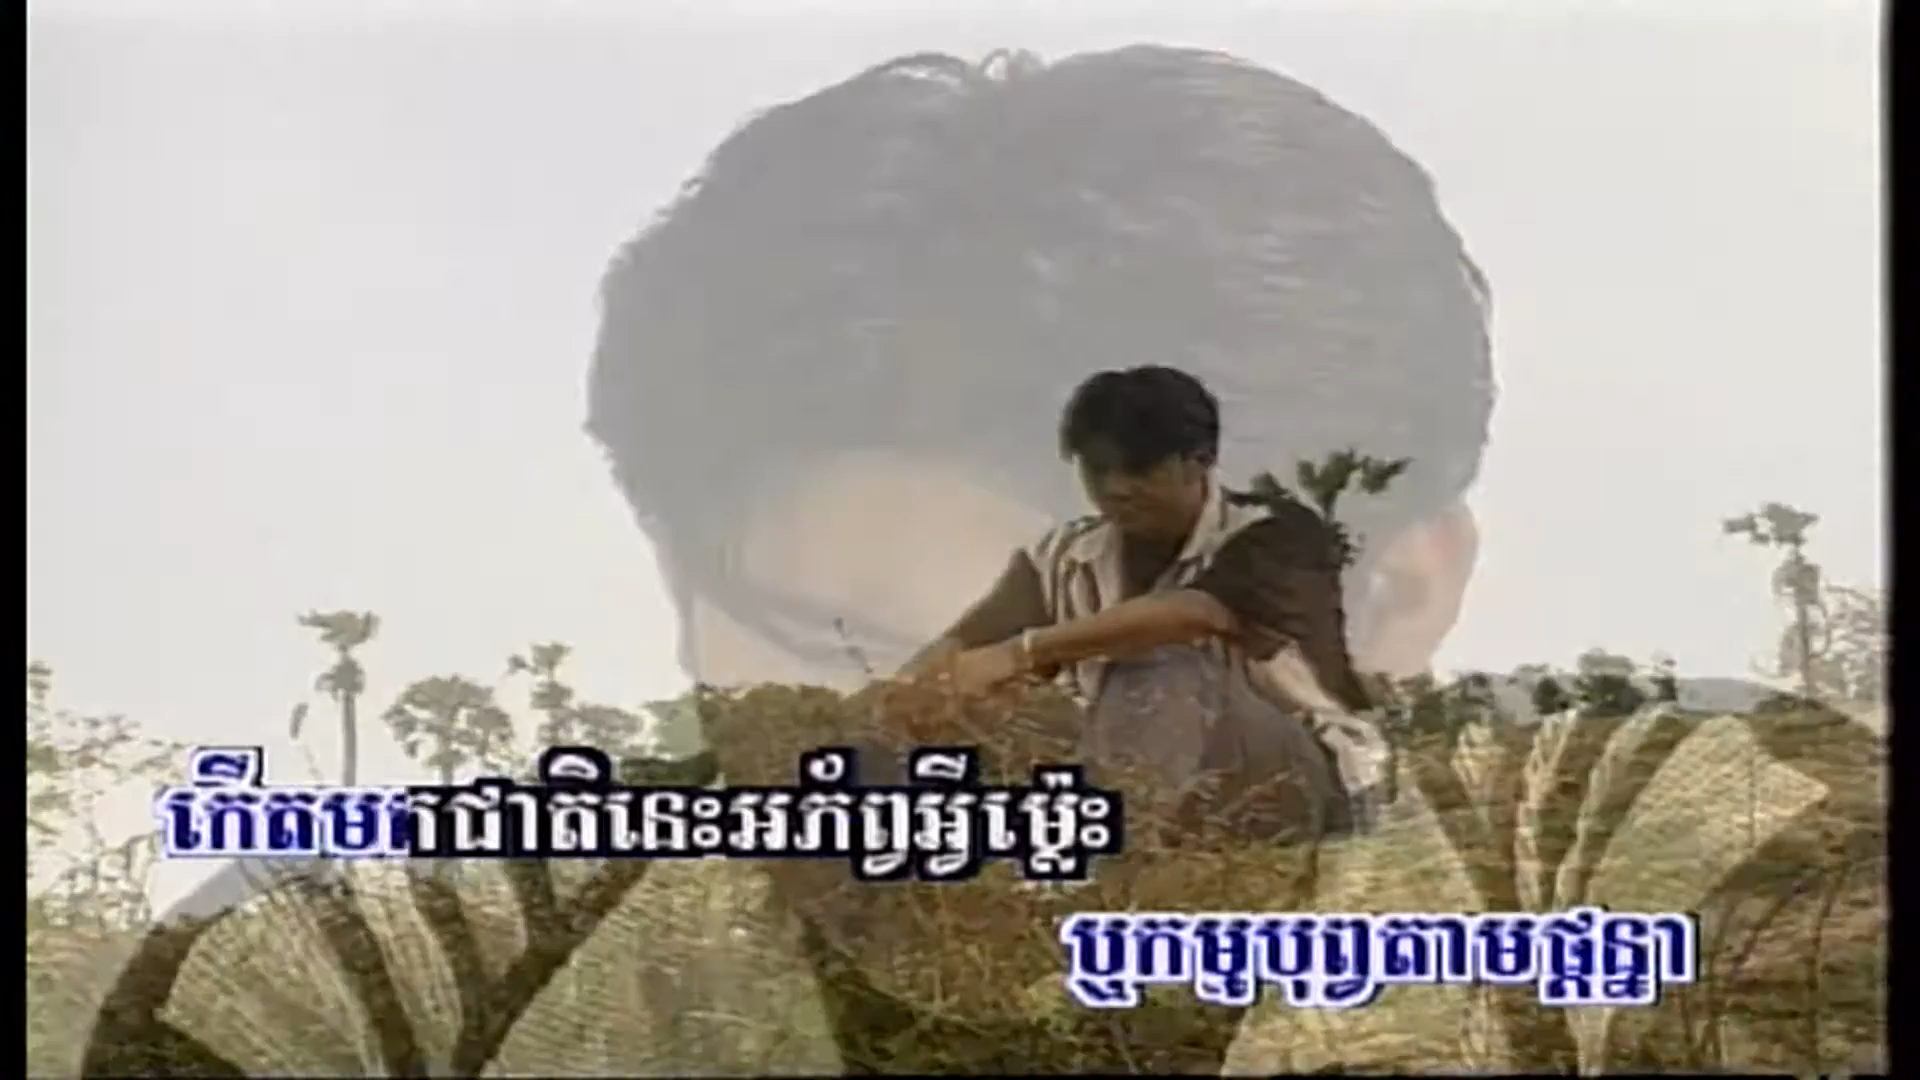 កើតមកជាតិនេះអភ័ព្វអ្វីម្ល៉េះ
ឬកម្មបុព្វតាមផ្តន្ទា